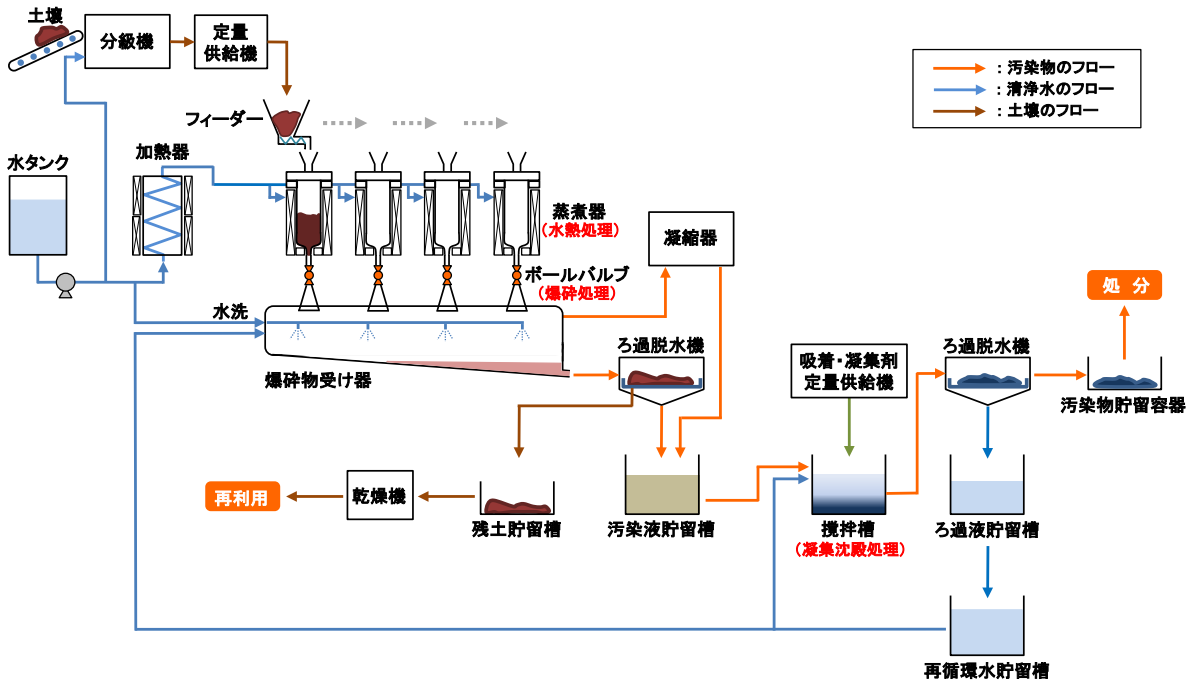 土壌
分級機
定量
供給機
：汚染物のフロー
：清浄水のフロー
：土壌のフロー
フィーダー
水タンク
加熱器
蒸煮器
（水熱処理）
凝縮器
ボールバルブ
（爆砕処理）
処 分
水洗
ろ過脱水機
吸着・凝集剤
定量供給機
ろ過脱水機
爆砕物受け器
汚染物貯留容器
再利用
乾燥機
残土貯留槽
汚染液貯留槽
撹拌槽
（凝集沈殿処理）
ろ過液貯留槽
再循環水貯留槽